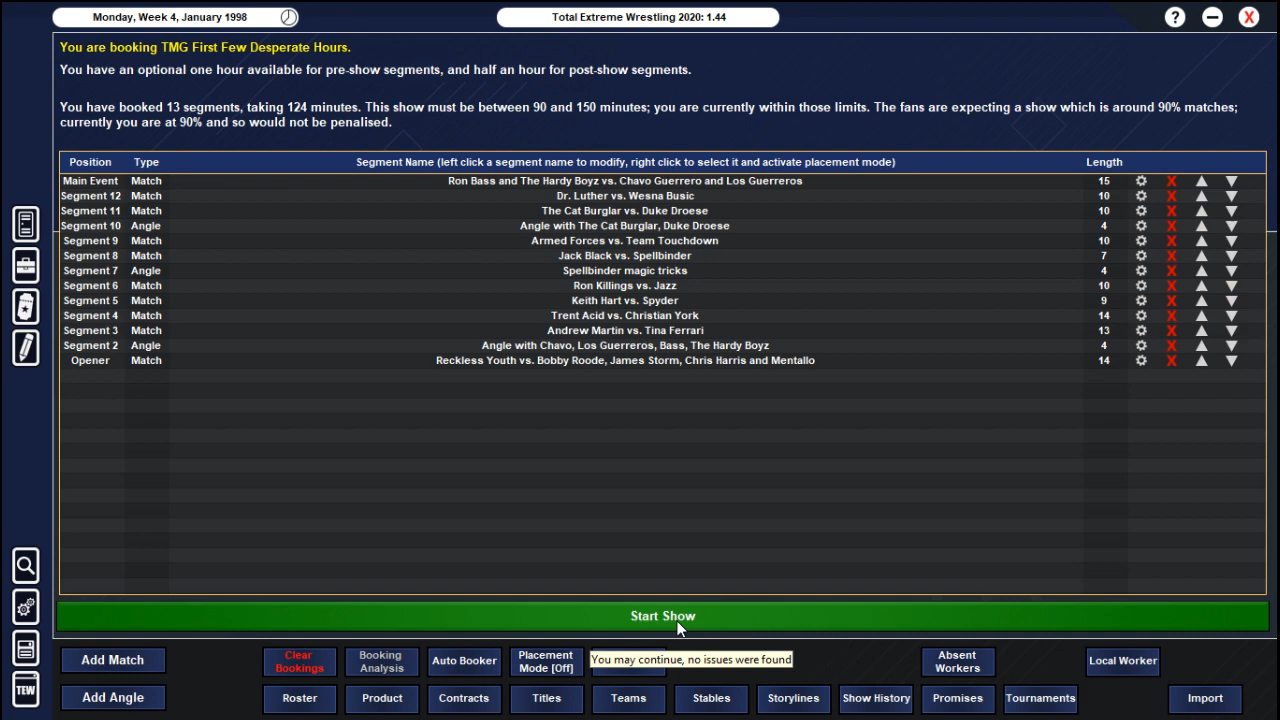 Monday, Week 4, January 1998
Total Extreme Wrestling 2020: 1.44
? X
You are booking TMG First Few Desperate Hours.
You have an optional one hour available for pre-show segments, and half an hour for post-show segments.
You have booked 13 segments, taking 124 minutes. This show must be between 90 and 150 minutes; you are currently within those limits. The fans are expecting a show which is around 90% matches;
currently you are at 90% and so would not be penalised.
Position Type Segment Name (left click a segment name to modify, right click to select it and activate placement mode) Length
Main Event Match Ron Bass and The Hardy Boyz vs. Chavo Guerrero and Los Guerreros 15 X
Segment 12 Match Dr. Luther vs. Wesna Busic 10 X
Segment 11 Match The Cat Burglar vs. Duke Droese 10 X
Segment 10 Angle Angle with The Cat Burglar, Duke Droese 4 X
Segment 9 Match Armed Forces vs. Team Touchdown 10 X
Segment 8 Match Jack Black vs. Spellbinder 7 X
Segment 7 Angle Spellbinder magic tricks 4 X
Segment 6 Match Ron Killings vs. Jazz 10 X
Segment 5 Match Keith Hart vs. Spyder 9 X
Segment 4 Match Trent Acid vs. Christian York 14 X
Segment 3 Match Andrew Martin vs. Tina Ferrari 13 X
Segment 2 Angle Angle with Chavo, Los Guerreros, Bass, The Hardy Boyz 4 X
Opener Match Reckless Youth vs. Bobby Roode, James Storm, Chris Harris and Mentallo 14 X
Start Show
You may continue, no issues were found
Add Match
Clear Bookings
Booking Analysis
Auto Booker
Placement Mode [Off]
Absent Workers
Local Worker
TEW
Add Angle
Roster
Product
Contracts
Titles
Teams
Stables
Storylines
Show History
Promises
Tournaments
Import